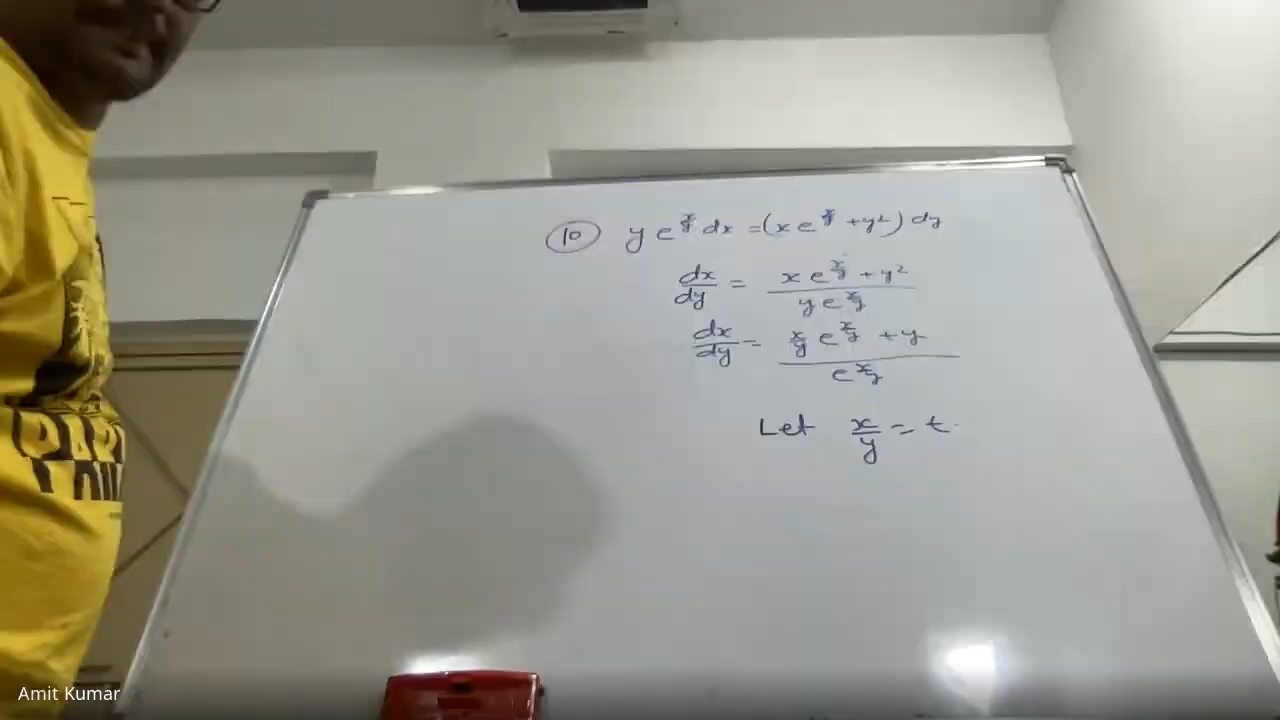 (10) y e^{x/y} dx = (x e^{x/y} + y²) dy
dx/dy = (x e^{x/y} + y²) / (y e^{x/y})
dx/dy = (x/y e^{x/y} + y) / e^{x/y}
Let x/y = t.
Amit Kumar